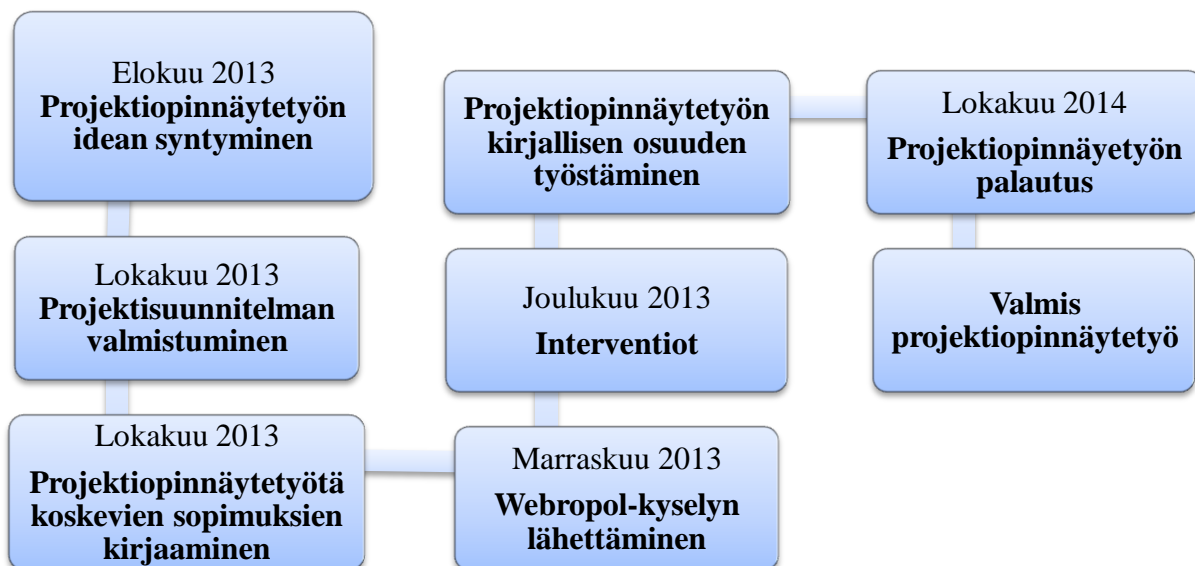 Elokuu 2013
Projektiopinnäytetyön
idean syntyminen
Lokakuu 2013
Projektisuunnitelman
valmistuminen
Lokakuu 2013
Projektiopinnäytetyötä
koskevien sopimuksien
kirjaaminen
Marraskuu 2013
Webropol-kyselyn
lähettäminen
Joulukuu 2013
Interventiot
Projektiopinnäytetyön
kirjallisen osuuden
työstäminen
Lokakuu 2014
Projektiopinnäyetyön
palautus
Valmis
projektiopinnäytetyö